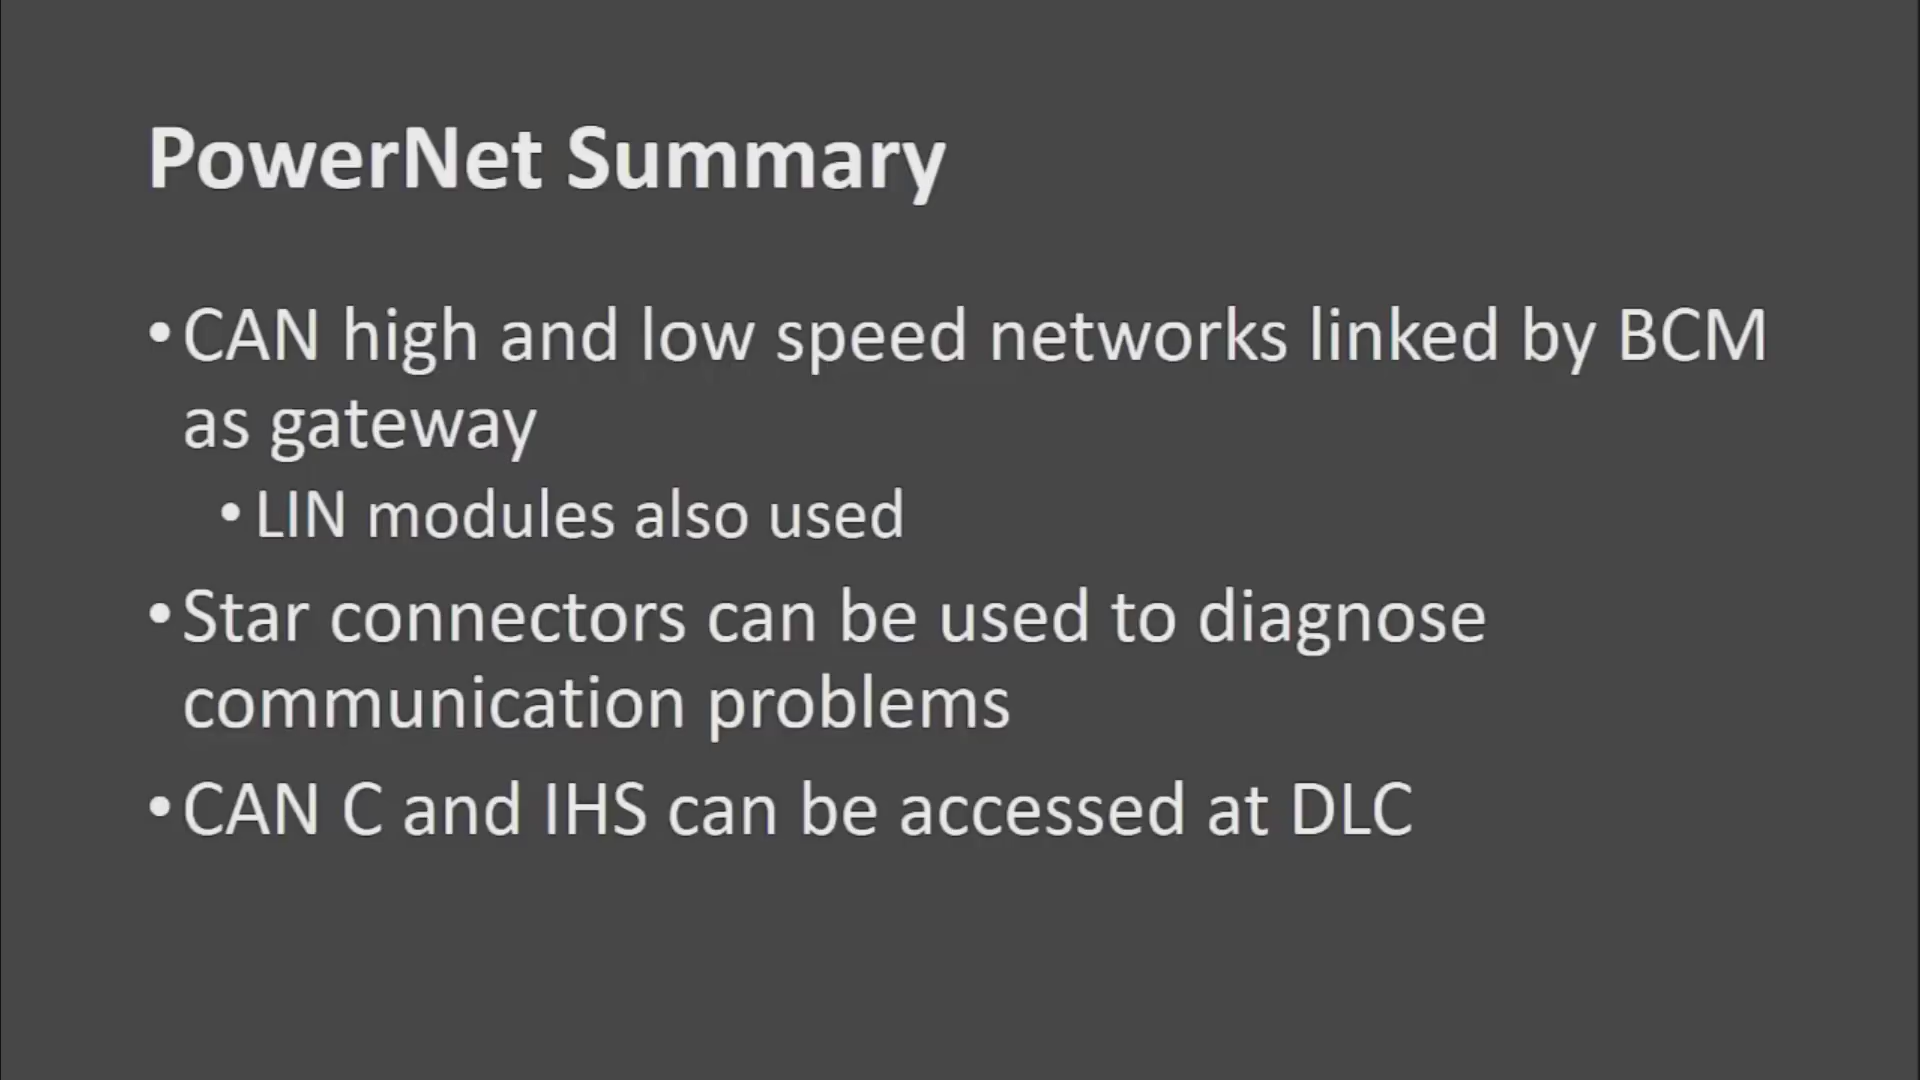 PowerNet Summary
•CAN high and low speed networks linked by BCM
as gateway
•LIN modules also used
•Star connectors can be used to diagnose
communication problems
•CAN C and IHS can be accessed at DLC